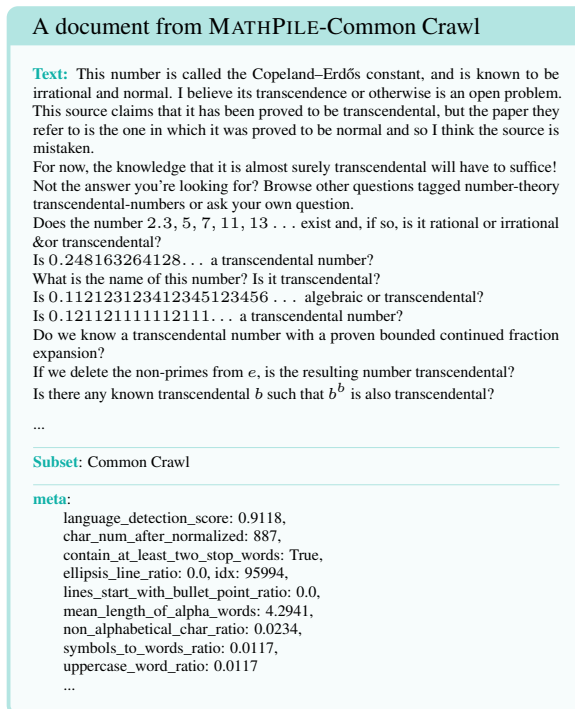 A document from MATHPILE-Common Crawl
Text: This number is called the Copeland–Erdős constant, and is known to be
irrational and normal. I believe its transcendence or otherwise is an open problem.
This source claims that it has been proved to be transcendental, but the paper they
refer to is the one in which it was proved to be normal and so I think the source is
mistaken.
For now, the knowledge that it is almost surely transcendental will have to suffice!
Not the answer you're looking for? Browse other questions tagged number-theory
transcendental-numbers or ask your own question.
Does the number 2.3, 5, 7, 11, 13 . . . exist and, if so, is it rational or irrational
&or transcendental?
Is 0.248163264128. . . a transcendental number?
What is the name of this number? Is it transcendental?
Is 0.112123123412345123456 . . . algebraic or transcendental?
Is 0.121121111112111. . . a transcendental number?
Do we know a transcendental number with a proven bounded continued fraction
expansion?
If we delete the non-primes from e, is the resulting number transcendental?
Is there any known transcendental b such that b^b is also transcendental?
...
Subset: Common Crawl
meta:
language_detection_score: 0.9118,
char_num_after_normalized: 887,
contain_at_least_two_stop_words: True,
ellipsis_line_ratio: 0.0, idx: 95994,
lines_start_with_bullet_point_ratio: 0.0,
mean_length_of_alpha_words: 4.2941,
non_alphabetical_char_ratio: 0.0234,
symbols_to_words_ratio: 0.0117,
uppercase_word_ratio: 0.0117
...